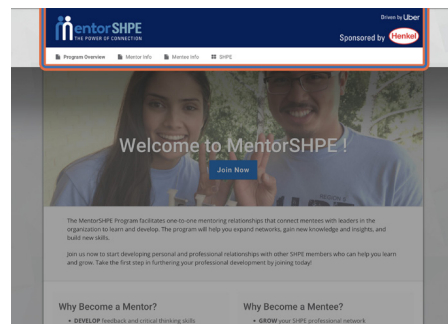 Driven by Uber
MentorSHPE
THE POWER OF CONNECTION
Sponsored by Henkel
Program Overview Mentor Info Mentee Info SHPE
Welcome to MentorSHPE !
Join Now
The MentorSHPE Program facilitates one-to-one mentoring relationships that connect mentees with leaders in the
organization to learn and develop. The program will help you expand networks, gain new knowledge and insights, and
build new skills.
Join us now to start developing personal and professional relationships with other SHPE members who can help you learn
and grow. Take the first step in furthering your professional development by joining today!
Why Become a Mentor? Why Become a Mentee?
• DEVELOP feedback and critical thinking skills • GROW your SHPE professional network